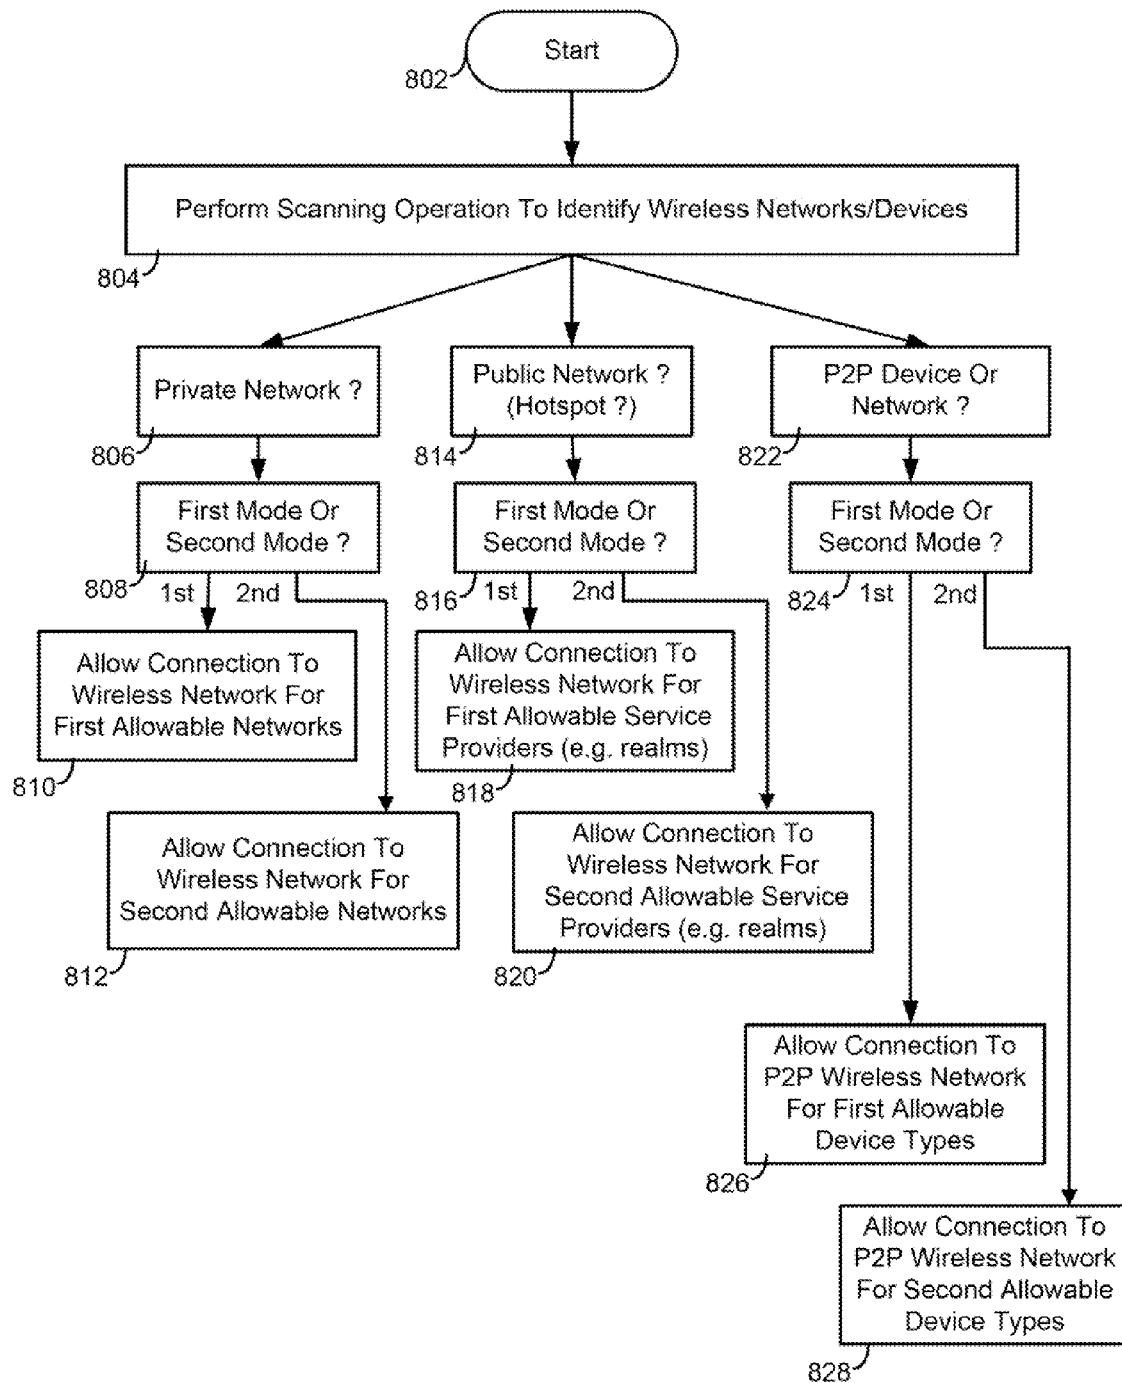 Start
802
Perform Scanning Operation To Identify Wireless Networks/Devices
804
Private Network ?
806
Public Network ?
(Hotspot ?)
814
P2P Device Or
Network ?
822
First Mode Or
Second Mode ?
808
1st
2nd
First Mode Or
Second Mode ?
816
1st
2nd
First Mode Or
Second Mode ?
824
1st
2nd
Allow Connection To
Wireless Network For
First Allowable Networks
810
Allow Connection To
Wireless Network For
First Allowable Service
Providers (e.g. realms)
818
Allow Connection To
Wireless Network For
Second Allowable Networks
812
Allow Connection To
Wireless Network For
Second Allowable Service
Providers (e.g. realms)
820
Allow Connection To
P2P Wireless Network
For First Allowable
Device Types
826
Allow Connection To
P2P Wireless Network
For Second Allowable
Device Types
828